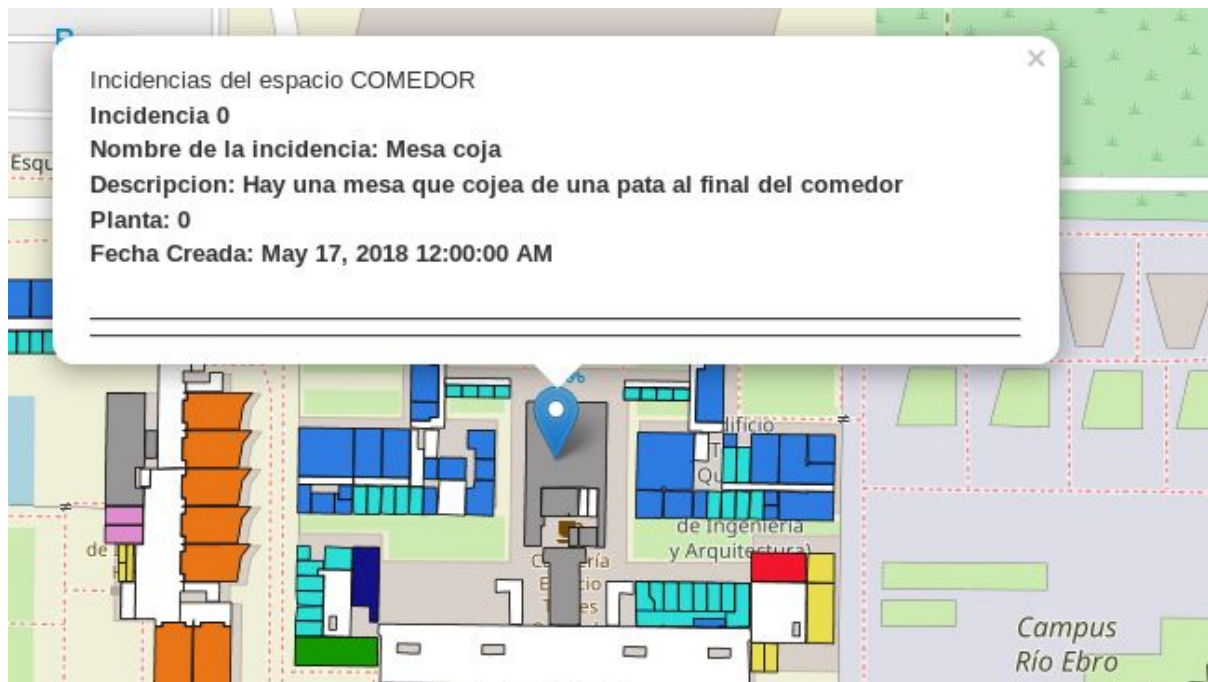 Incidencias del espacio COMEDOR
Incidencia 0
Nombre de la incidencia: Mesa coja
Descripcion: Hay una mesa que cojea de una pata al final del comedor
Planta: 0
Fecha Creada: May 17, 2018 12:00:00 AM
×
Esqu
de Ingeniería
y Arquitectura)
de
Campus
Río Ebro